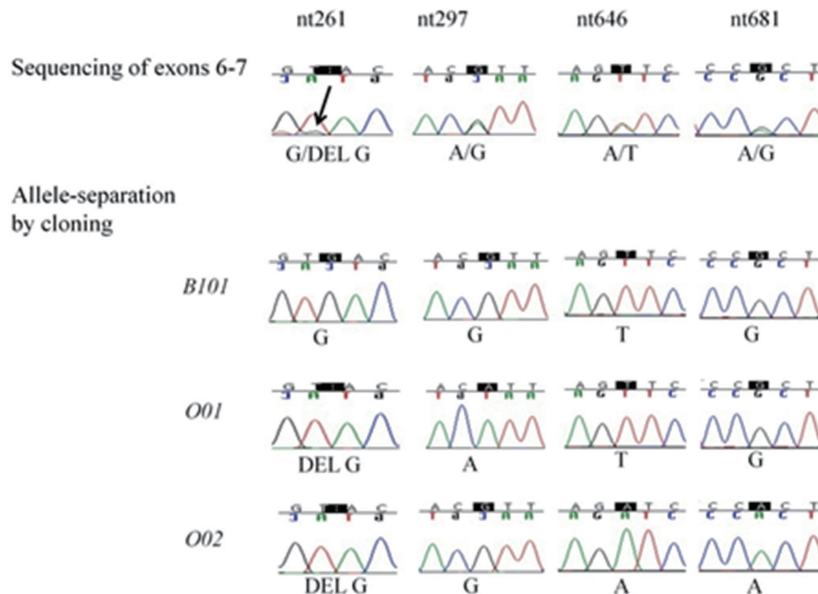 nt261 nt297 nt646 nt681
Sequencing of exons 6-7
G T A C A C G T T A G T T C C C G C T
G/DEL G A/G A/T A/G
Allele-separation
by cloning
B101
G T G A C A C G T T A G T T C C C G C T
G G T G
O01
G T A C A C A T T A G T T C C C G C T
DEL G A T G
O02
G T A C A C G T T A G A T C C C A C T
DEL G G A A